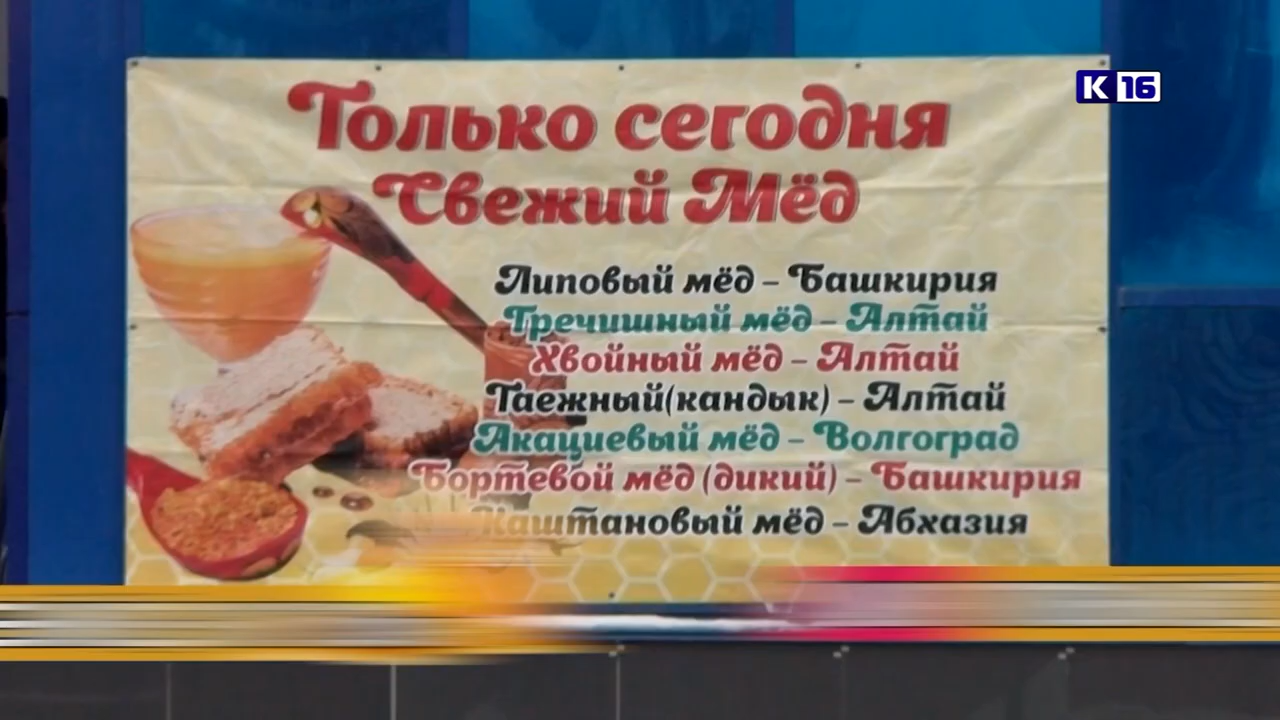 К 16
Только сегодня
Свежий Мёд
Липовый мёд – Башкирия
Гречишный мёд – Алтай
Хвойный мёд – Алтай
Таежный(кандык) – Алтай
Акациевый мёд – Волгоград
Бортевой мёд (дикий) – Башкирия
Каштановый мёд – Абхазия